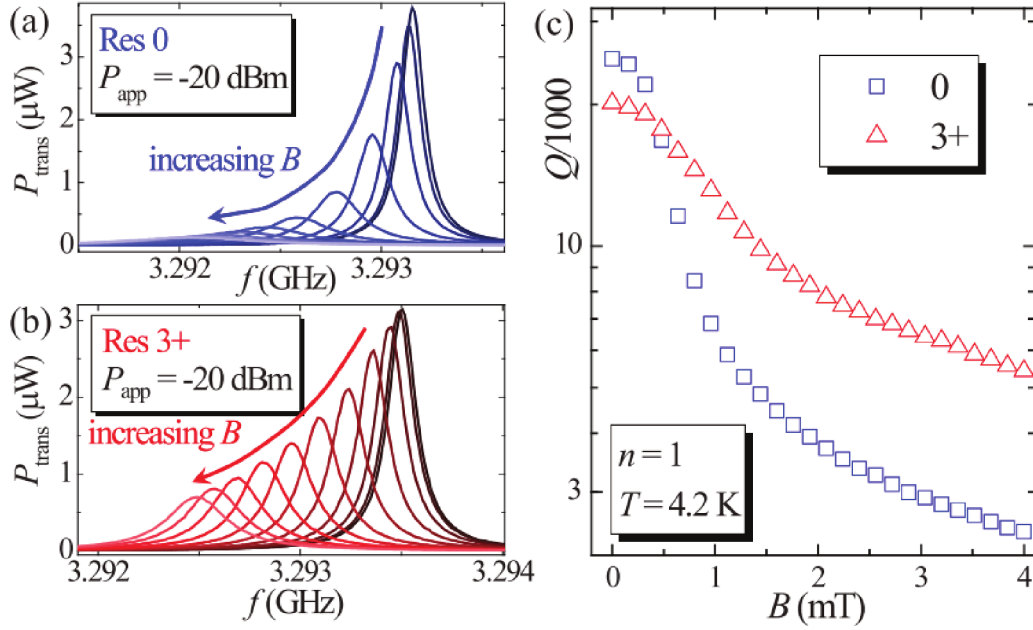 (a)
Res 0
P_app = -20 dBm
increasing B
P_trans (μW)
3
2
1
0
3.292
3.293
f (GHz)
(b)
Res 3+
P_app = -20 dBm
increasing B
P_trans (μW)
3
2
1
0
3.292
3.293
3.294
f (GHz)
(c)
0
3+
Q/1000
10
3
n = 1
T = 4.2 K
0
1
2
3
4
B (mT)